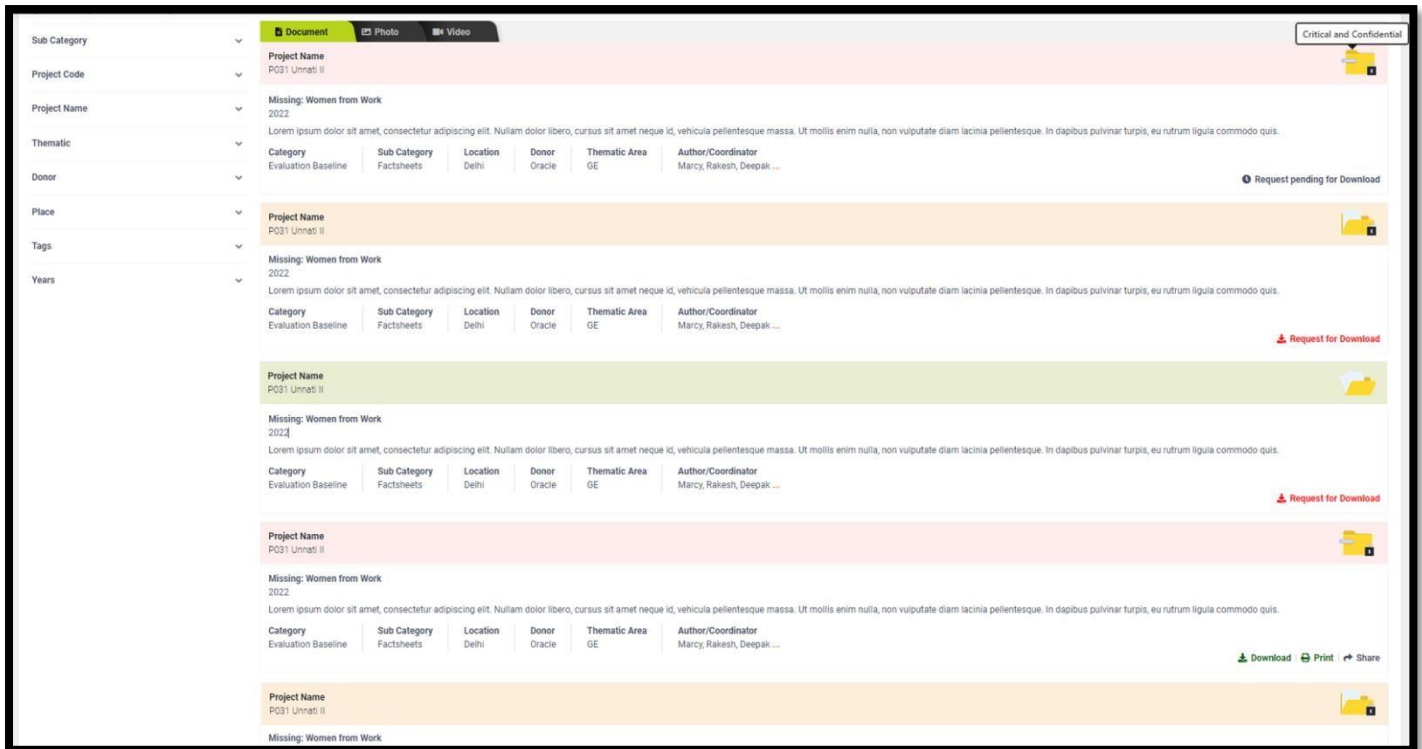 Sub Category
Project Code
Project Name
Thematic
Donor
Place
Tags
Years
Document Photo Video
Critical and Confidential
Project Name
P031 Unnati II
Missing: Women from Work
2022
Lorem ipsum dolor sit amet, consectetur adipiscing elit. Nullam dolor libero, cursus sit amet neque id, vehicula pellentesque massa. Ut mollis enim nulla, non vulputate diam lacinia pellentesque. In dapibus pulvinar turpis, eu rutrum ligula commodo quis.
Category Sub Category Location Donor Thematic Area Author/Coordinator
Evaluation Baseline Factsheets Delhi Oracle GE Marcy, Rakesh, Deepak ...
Request pending for Download
Project Name
P031 Unnati II
Missing: Women from Work
2022
Lorem ipsum dolor sit amet, consectetur adipiscing elit. Nullam dolor libero, cursus sit amet neque id, vehicula pellentesque massa. Ut mollis enim nulla, non vulputate diam lacinia pellentesque. In dapibus pulvinar turpis, eu rutrum ligula commodo quis.
Category Sub Category Location Donor Thematic Area Author/Coordinator
Evaluation Baseline Factsheets Delhi Oracle GE Marcy, Rakesh, Deepak ...
Request for Download
Project Name
P031 Unnati II
Missing: Women from Work
2022
Lorem ipsum dolor sit amet, consectetur adipiscing elit. Nullam dolor libero, cursus sit amet neque id, vehicula pellentesque massa. Ut mollis enim nulla, non vulputate diam lacinia pellentesque. In dapibus pulvinar turpis, eu rutrum ligula commodo quis.
Category Sub Category Location Donor Thematic Area Author/Coordinator
Evaluation Baseline Factsheets Delhi Oracle GE Marcy, Rakesh, Deepak ...
Request for Download
Project Name
P031 Unnati II
Missing: Women from Work
2022
Lorem ipsum dolor sit amet, consectetur adipiscing elit. Nullam dolor libero, cursus sit amet neque id, vehicula pellentesque massa. Ut mollis enim nulla, non vulputate diam lacinia pellentesque. In dapibus pulvinar turpis, eu rutrum ligula commodo quis.
Category Sub Category Location Donor Thematic Area Author/Coordinator
Evaluation Baseline Factsheets Delhi Oracle GE Marcy, Rakesh, Deepak ...
Download Print Share
Project Name
P031 Unnati II
Missing: Women from Work